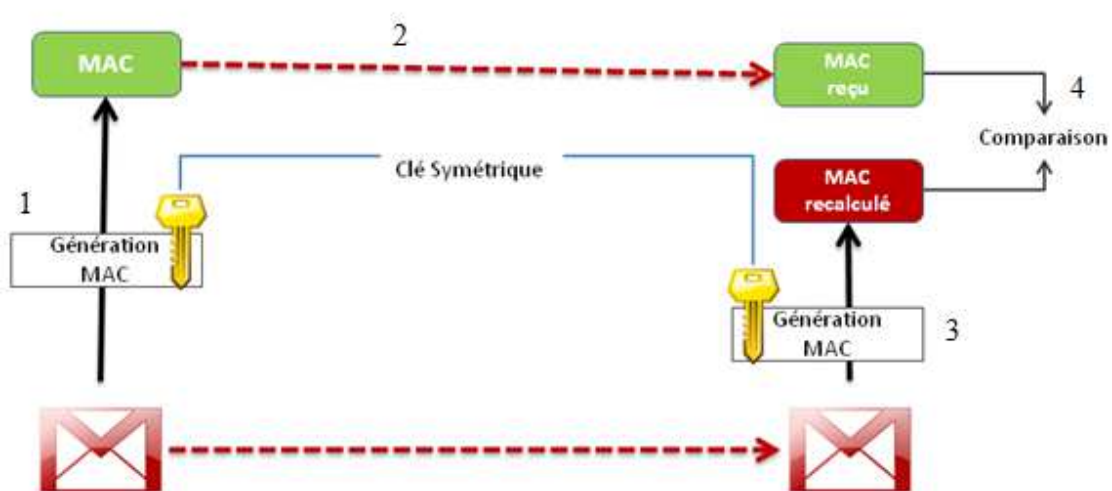 MAC
2
MAC
reçu
4
Comparaison
Clé Symétrique
MAC
recalculé
1
Génération
MAC
Génération
MAC
3